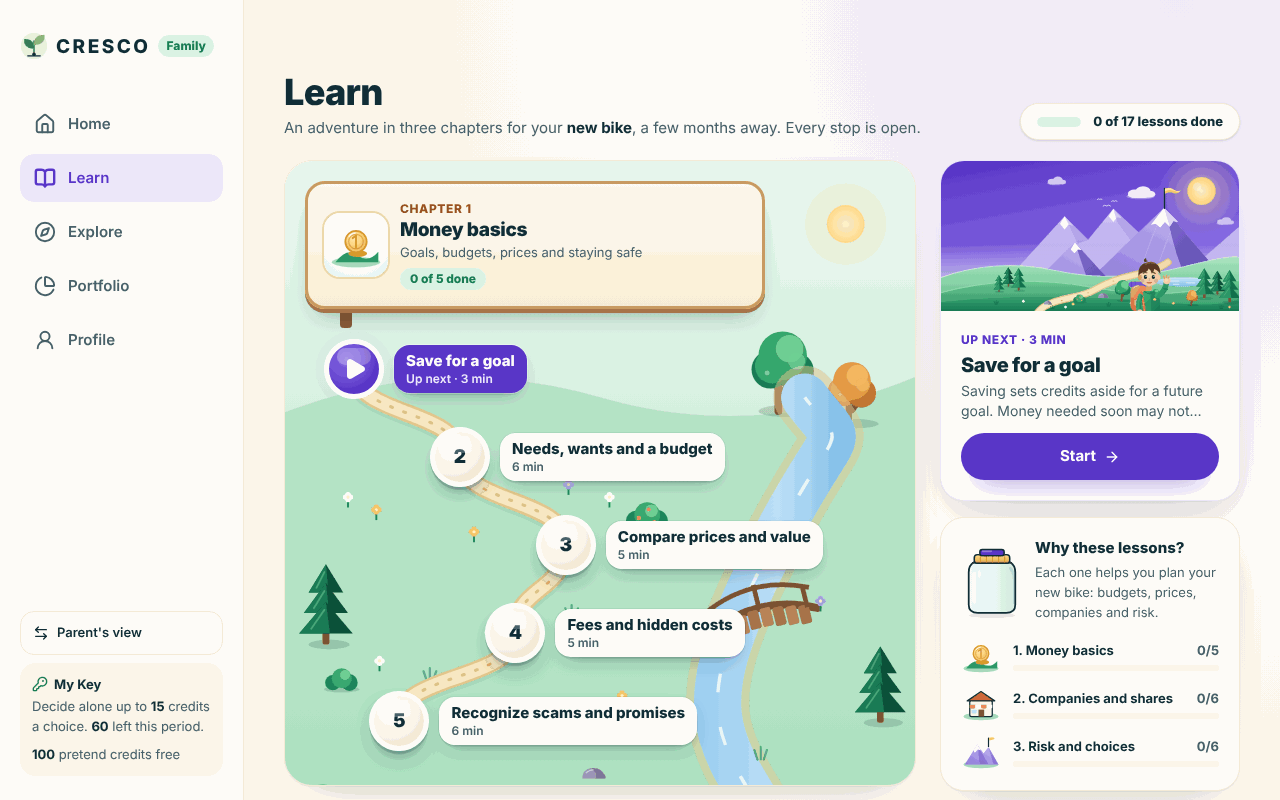 CRESCO Family
Home
Learn
Explore
Portfolio
Profile
Parent's view
My Key
Decide alone up to 15 credits
a choice. 60 left this period.
100 pretend credits free
Learn
An adventure in three chapters for your new bike, a few months away. Every stop is open.
0 of 17 lessons done
CHAPTER 1
Money basics
Goals, budgets, prices and staying safe
0 of 5 done
Save for a goal
Up next · 3 min
2
Needs, wants and a budget
6 min
3
Compare prices and value
5 min
4
Fees and hidden costs
5 min
5
Recognize scams and promises
6 min
UP NEXT · 3 MIN
Save for a goal
Saving sets credits aside for a future
goal. Money needed soon may not...
Start →
Why these lessons?
Each one helps you plan your
new bike: budgets, prices,
companies and risk.
1. Money basics 0/5
2. Companies and shares 0/6
3. Risk and choices 0/6